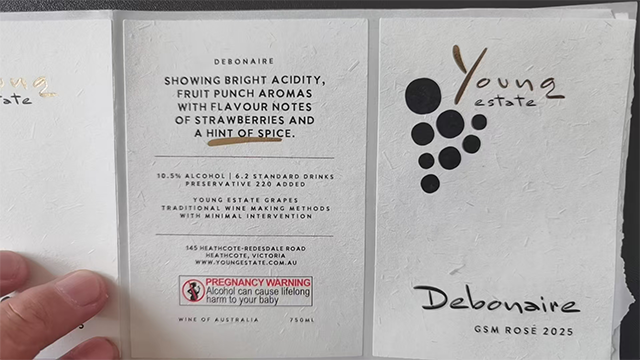 ung
state
DEBONAIRE
SHOWING BRIGHT ACIDITY,
FRUIT PUNCH AROMAS
WITH FLAVOUR NOTES
OF STRAWBERRIES AND
A HINT OF SPICE.
10.5% ALCOHOL | 6.2 STANDARD DRINKS
PRESERVATIVE 220 ADDED
YOUNG ESTATE GRAPES
TRADITIONAL WINE MAKING METHODS
WITH MINIMAL INTERVENTION
145 HEATHCOTE-REDESDALE ROAD
HEATHCOTE, VICTORIA
WWW.YOUNGESTATE.COM.AU
PREGNANCY WARNING
Alcohol can cause lifelong
harm to your baby
WINE OF AUSTRALIA 750ML
Young
estate
Debonaire
GSM ROSÉ 2025